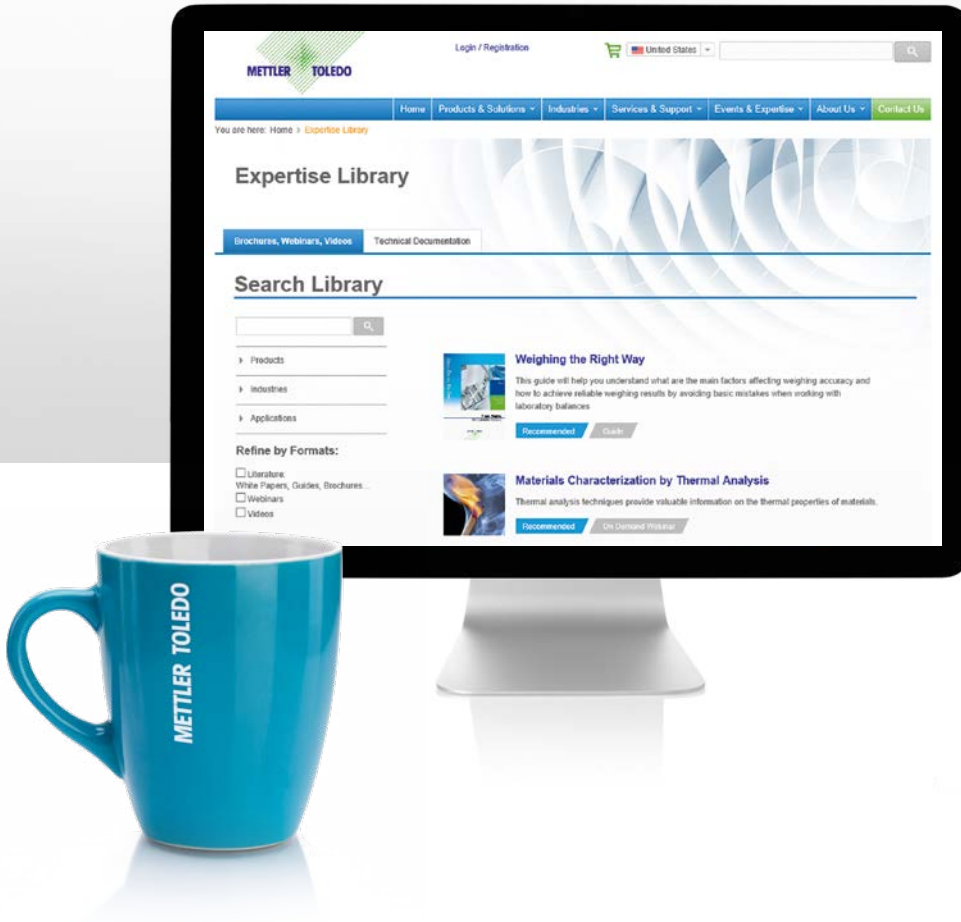 METTLER TOLEDO
Login / Registration
United States
Home Products & Solutions Industries Services & Support Events & Expertise About Us Contact Us
You are here: Home › Expertise Library
Expertise Library
Brochures, Webinars, Videos Technical Documentation
Search Library
Products
Industries
Applications
Refine by Formats:
Literature:
White Papers, Guides, Brochures...
Webinars
Videos
Weighing the Right Way
This guide will help you understand what are the main factors affecting weighing accuracy and
how to achieve reliable weighing results by avoiding basic mistakes when working with
laboratory balances
Recommended Guide
Materials Characterization by Thermal Analysis
Thermal analysis techniques provide valuable information on the thermal properties of materials.
Recommended On Demand Webinar
METTLER TOLEDO